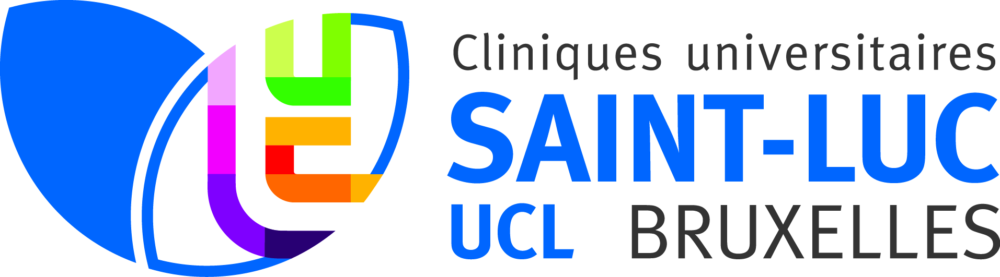 Cliniques universitaires
SAINT-LUC
UCL BRUXELLES